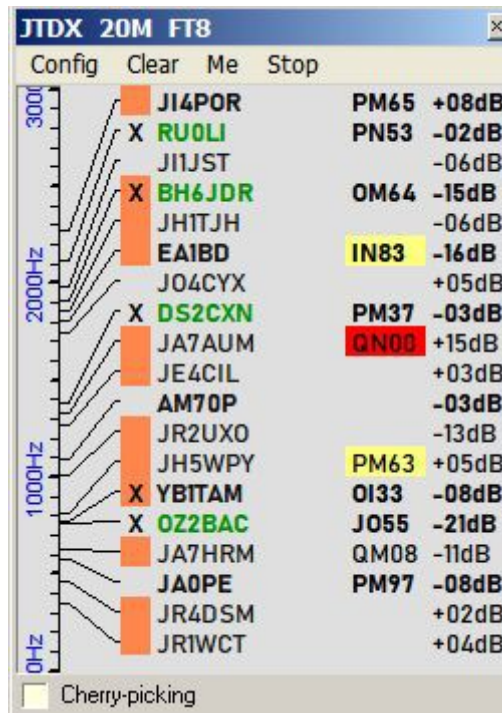 JTDX 20M FT8
Config Clear Me Stop
3000
JI4POR PM65 +08dB
X RU0LI PN53 -02dB
JI1JST -06dB
X BH6JDR OM64 -15dB
JH1TJH -06dB
EA1BD IN83 -16dB
2000Hz
JO4CYX +05dB
X DS2CXN PM37 -03dB
JA7AUM QN00 +15dB
JE4CIL +03dB
AM70P -03dB
JR2UXO -13dB
1000Hz
JH5WPY PM63 +05dB
X YB1TAM OI33 -08dB
X OZ2BAC JO55 -21dB
JA7HRM QM08 -11dB
JA0PE PM97 -08dB
JR4DSM +02dB
0Hz
JR1WCT +04dB
Cherry-picking